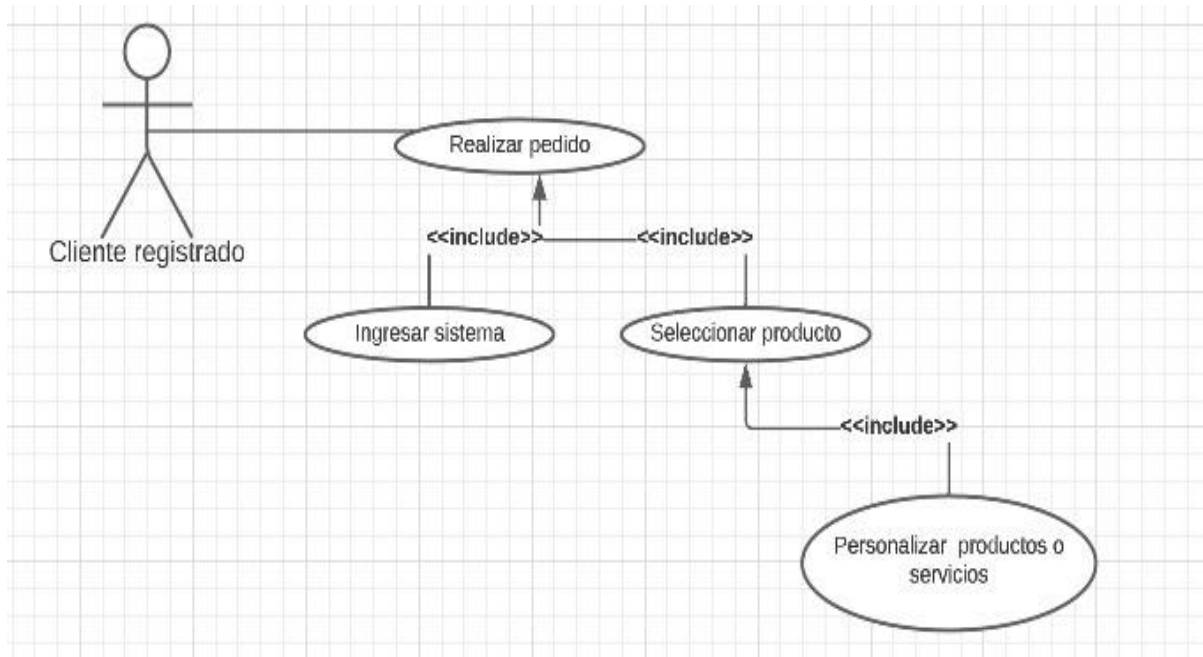 Realizar pedido
Cliente registrado
<<include>>
<<include>>
Ingresar sistema
Seleccionar producto
<<include>>
Personalizar productos o
servicios